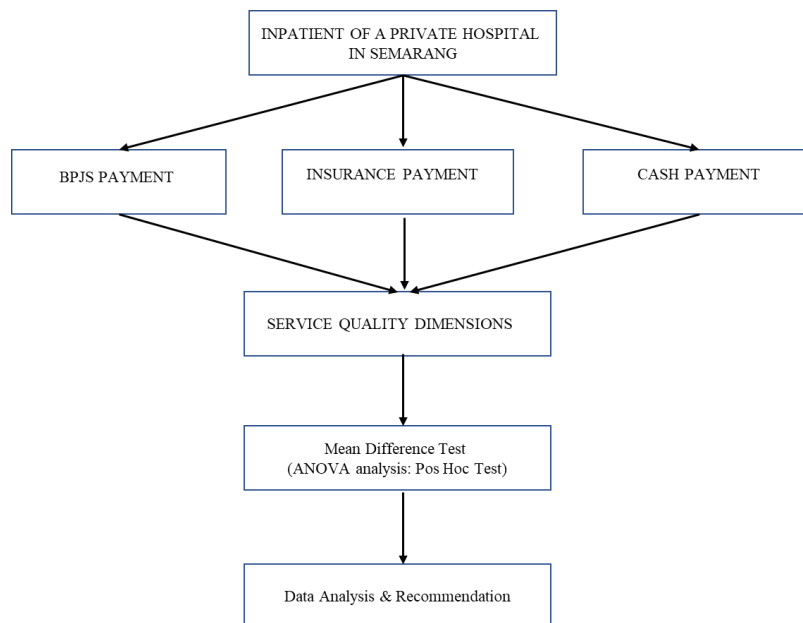 INPATIENT OF A PRIVATE HOSPITAL
IN SEMARANG
BPJS PAYMENT
INSURANCE PAYMENT
CASH PAYMENT
SERVICE QUALITY DIMENSIONS
Mean Difference Test
(ANOVA analysis: Pos Hoc Test)
Data Analysis & Recommendation